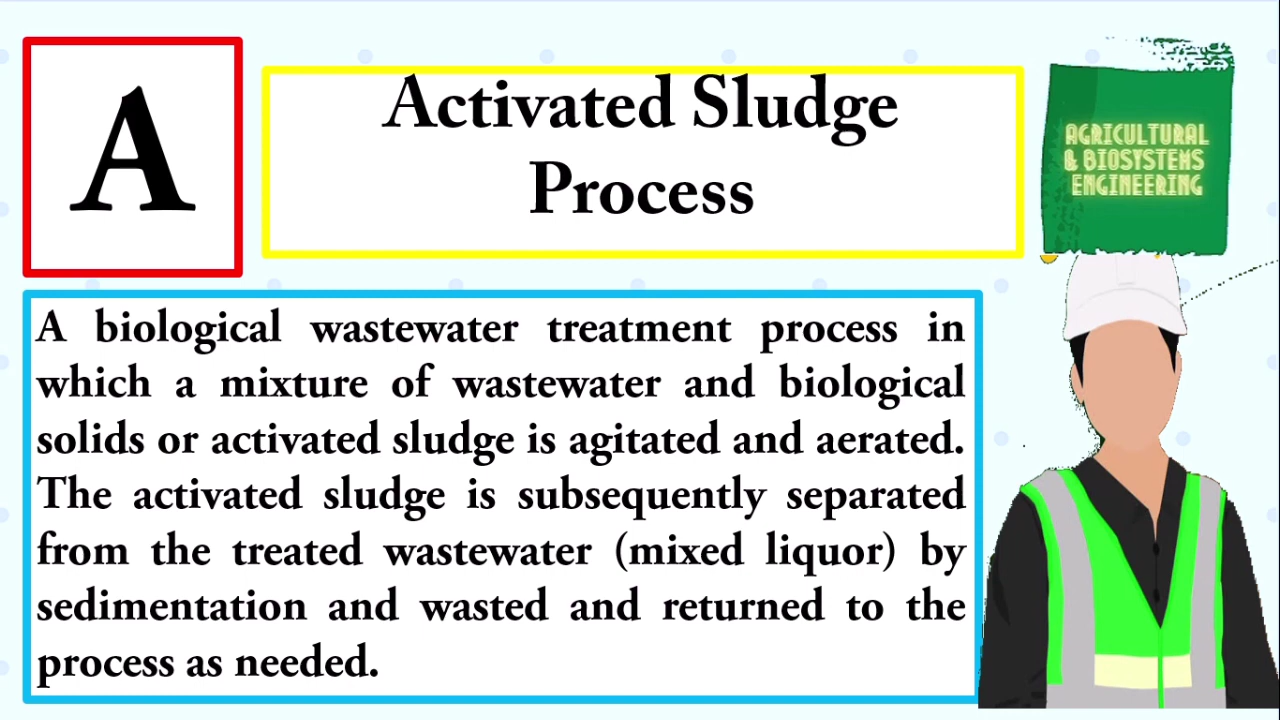 A
Activated Sludge
Process
AGRICULTURAL
& BIOSYSTEMS
ENGINEERING
A biological wastewater treatment process in
which a mixture of wastewater and biological
solids or activated sludge is agitated and aerated.
The activated sludge is subsequently separated
from the treated wastewater (mixed liquor) by
sedimentation and wasted and returned to the
process as needed.